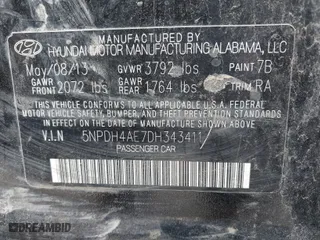 MANUFACTURED BY
HYUNDAI MOTOR MANUFACTURING ALABAMA, LLC
May/08/13 GVWR 3792 lbs PAINT 7B
GAWR FRONT 2072 lbs GAWR REAR 1764 lbs TRIM RA
THIS VEHICLE CONFORMS TO ALL APPLICABLE U.S. FEDERAL MOTOR VEHICLE SAFETY, BUMPER, AND THEFT PREVENTION STANDARDS IN EFFECT ON THE DATE OF MANUFACTURE SHOWN ABOVE.
V.I.N 5NPDH4AE7DH343411
PASSENGER CAR
DREAMBID